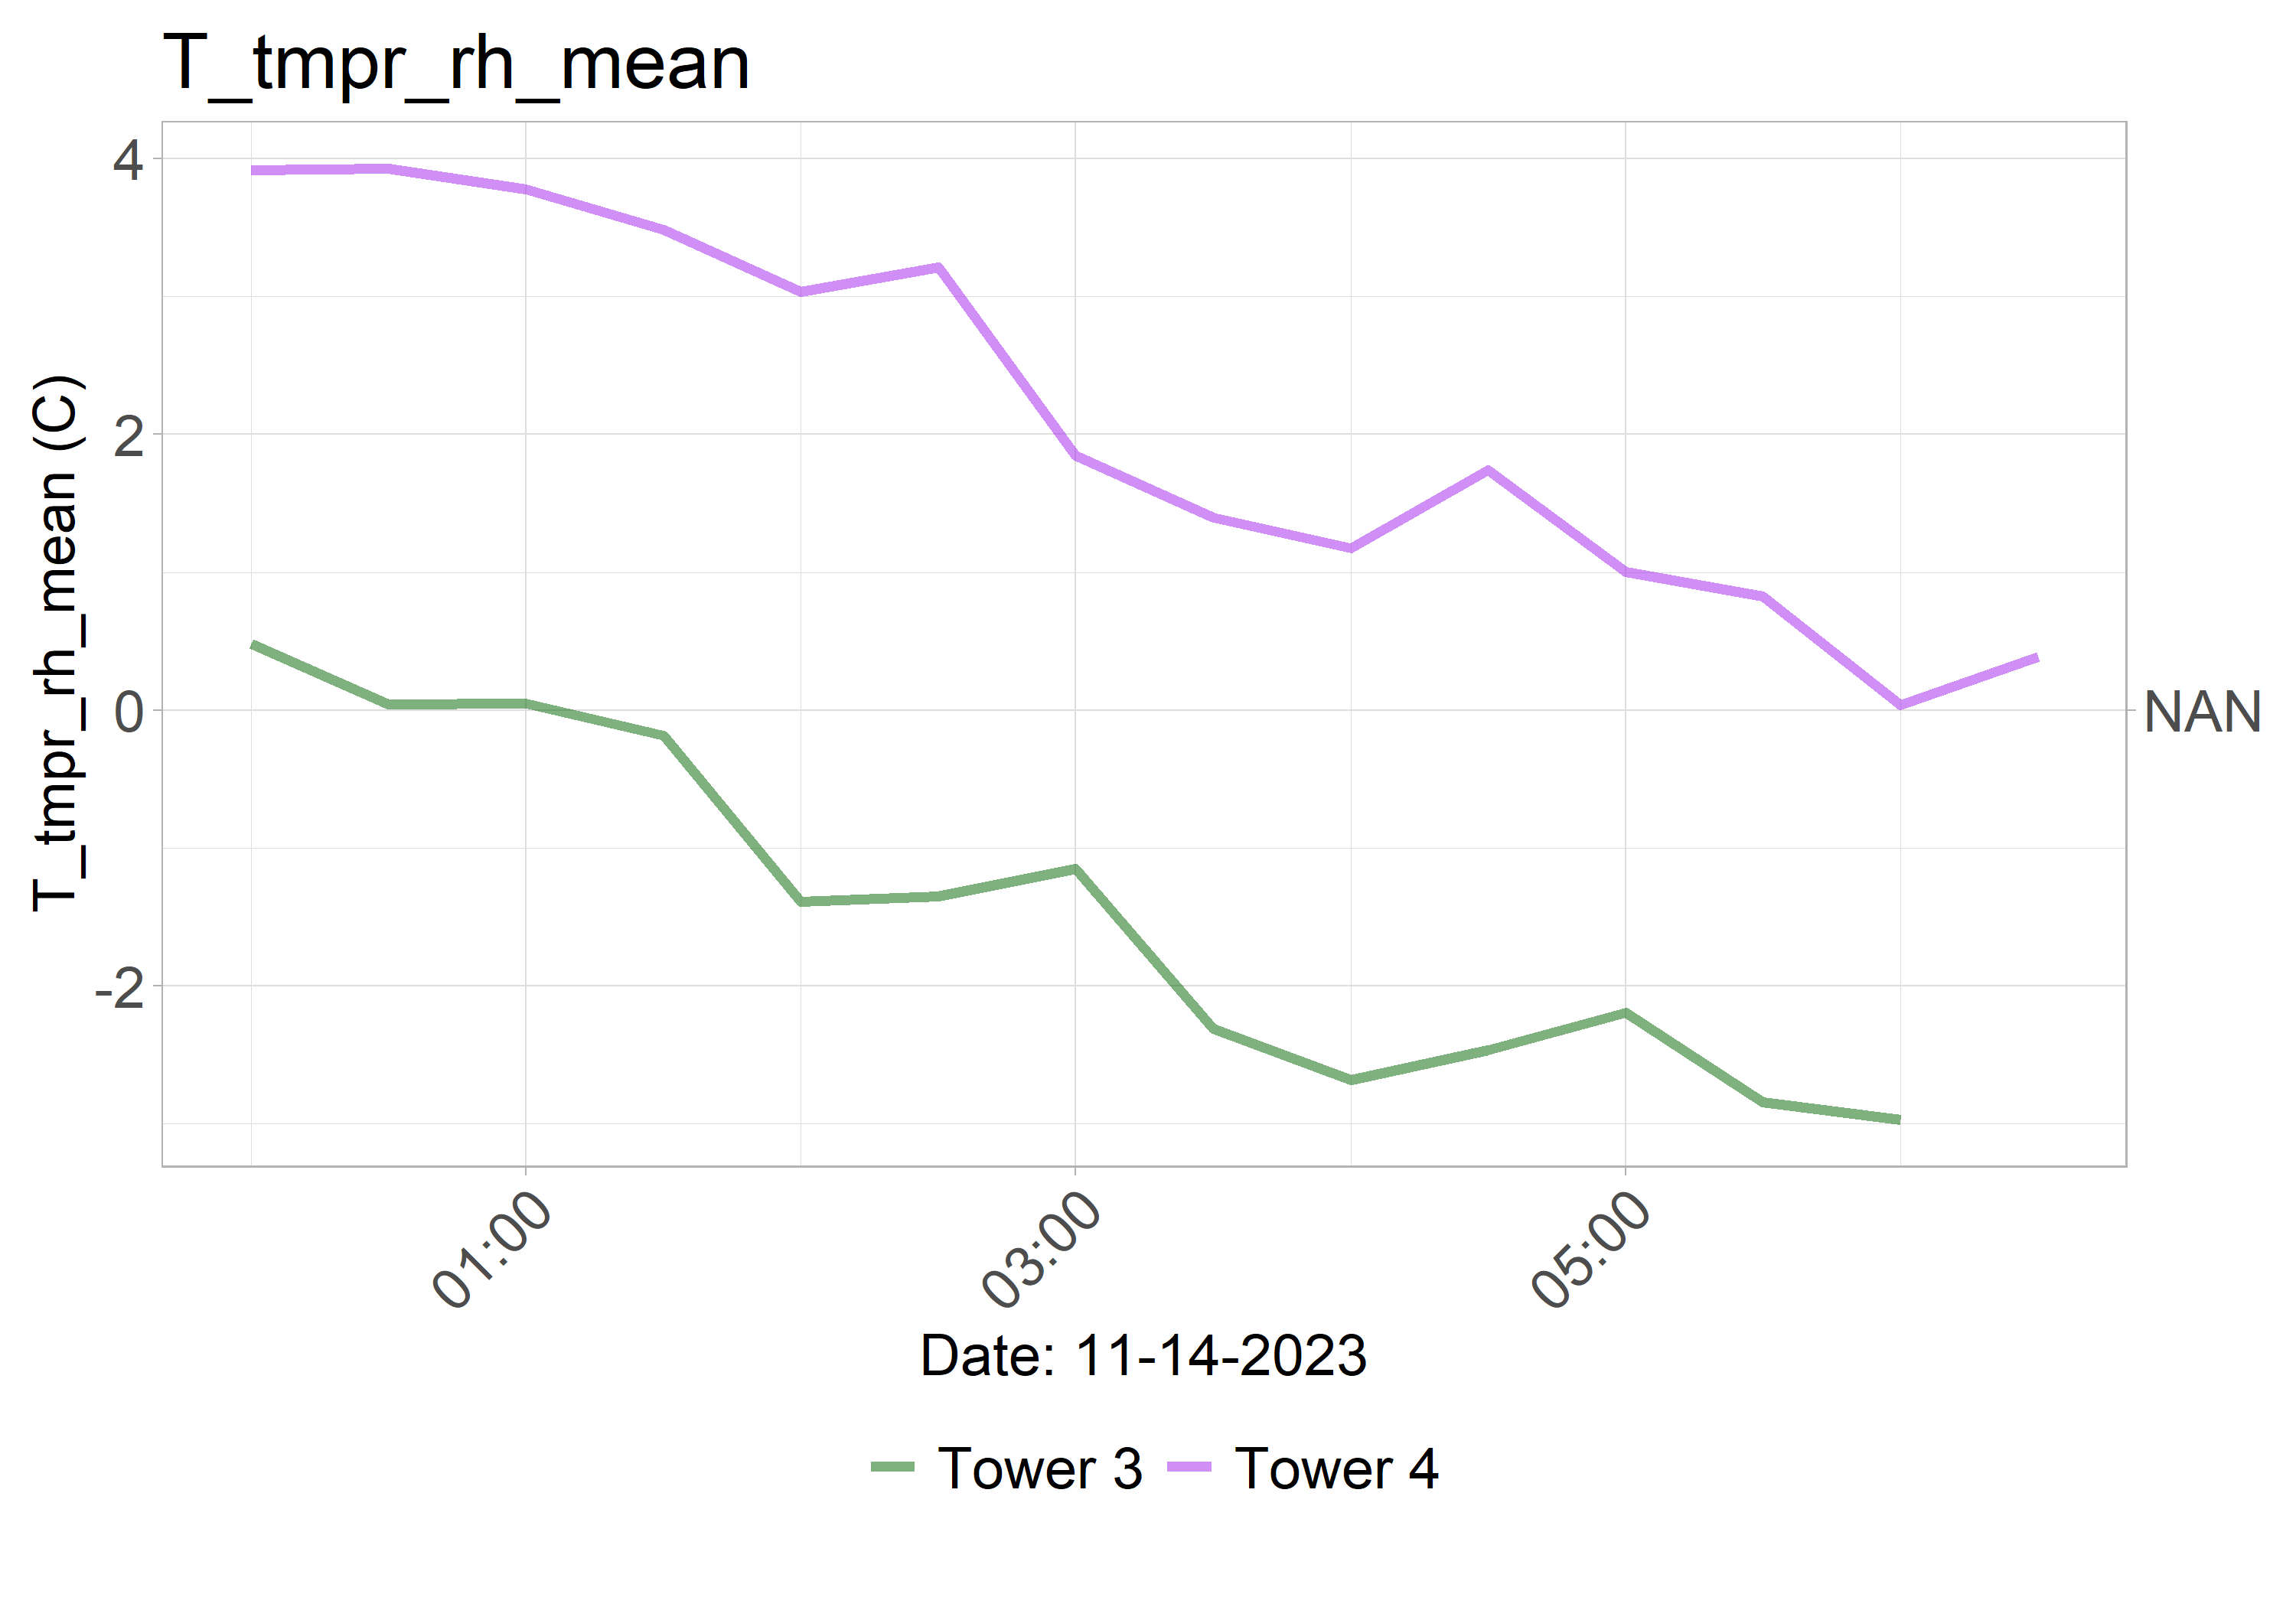 T_tmpr_rh_mean
T_tmpr_rh_mean (C)
4
2
0
-2
NAN
01:00
03:00
05:00
Date: 11-14-2023
Tower 3
Tower 4